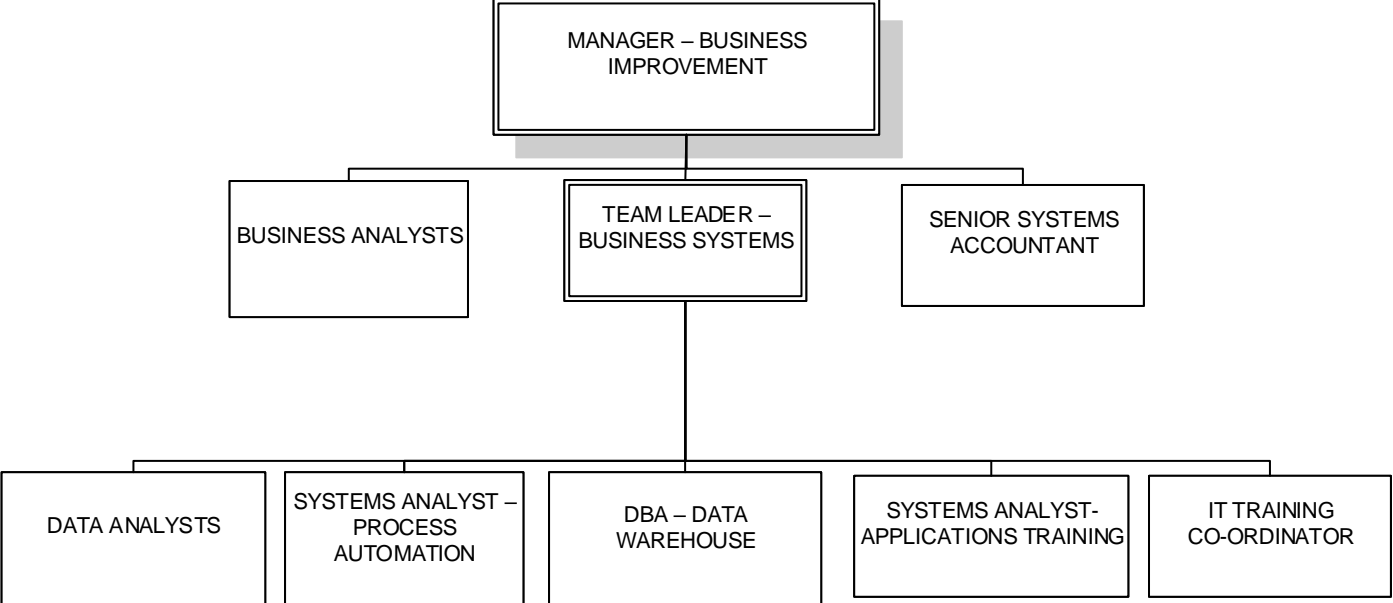 MANAGER – BUSINESS
IMPROVEMENT
BUSINESS ANALYSTS
TEAM LEADER –
BUSINESS SYSTEMS
SENIOR SYSTEMS
ACCOUNTANT
DATA ANALYSTS
SYSTEMS ANALYST –
PROCESS
AUTOMATION
DBA – DATA
WAREHOUSE
SYSTEMS ANALYST-
APPLICATIONS TRAINING
IT TRAINING
CO-ORDINATOR